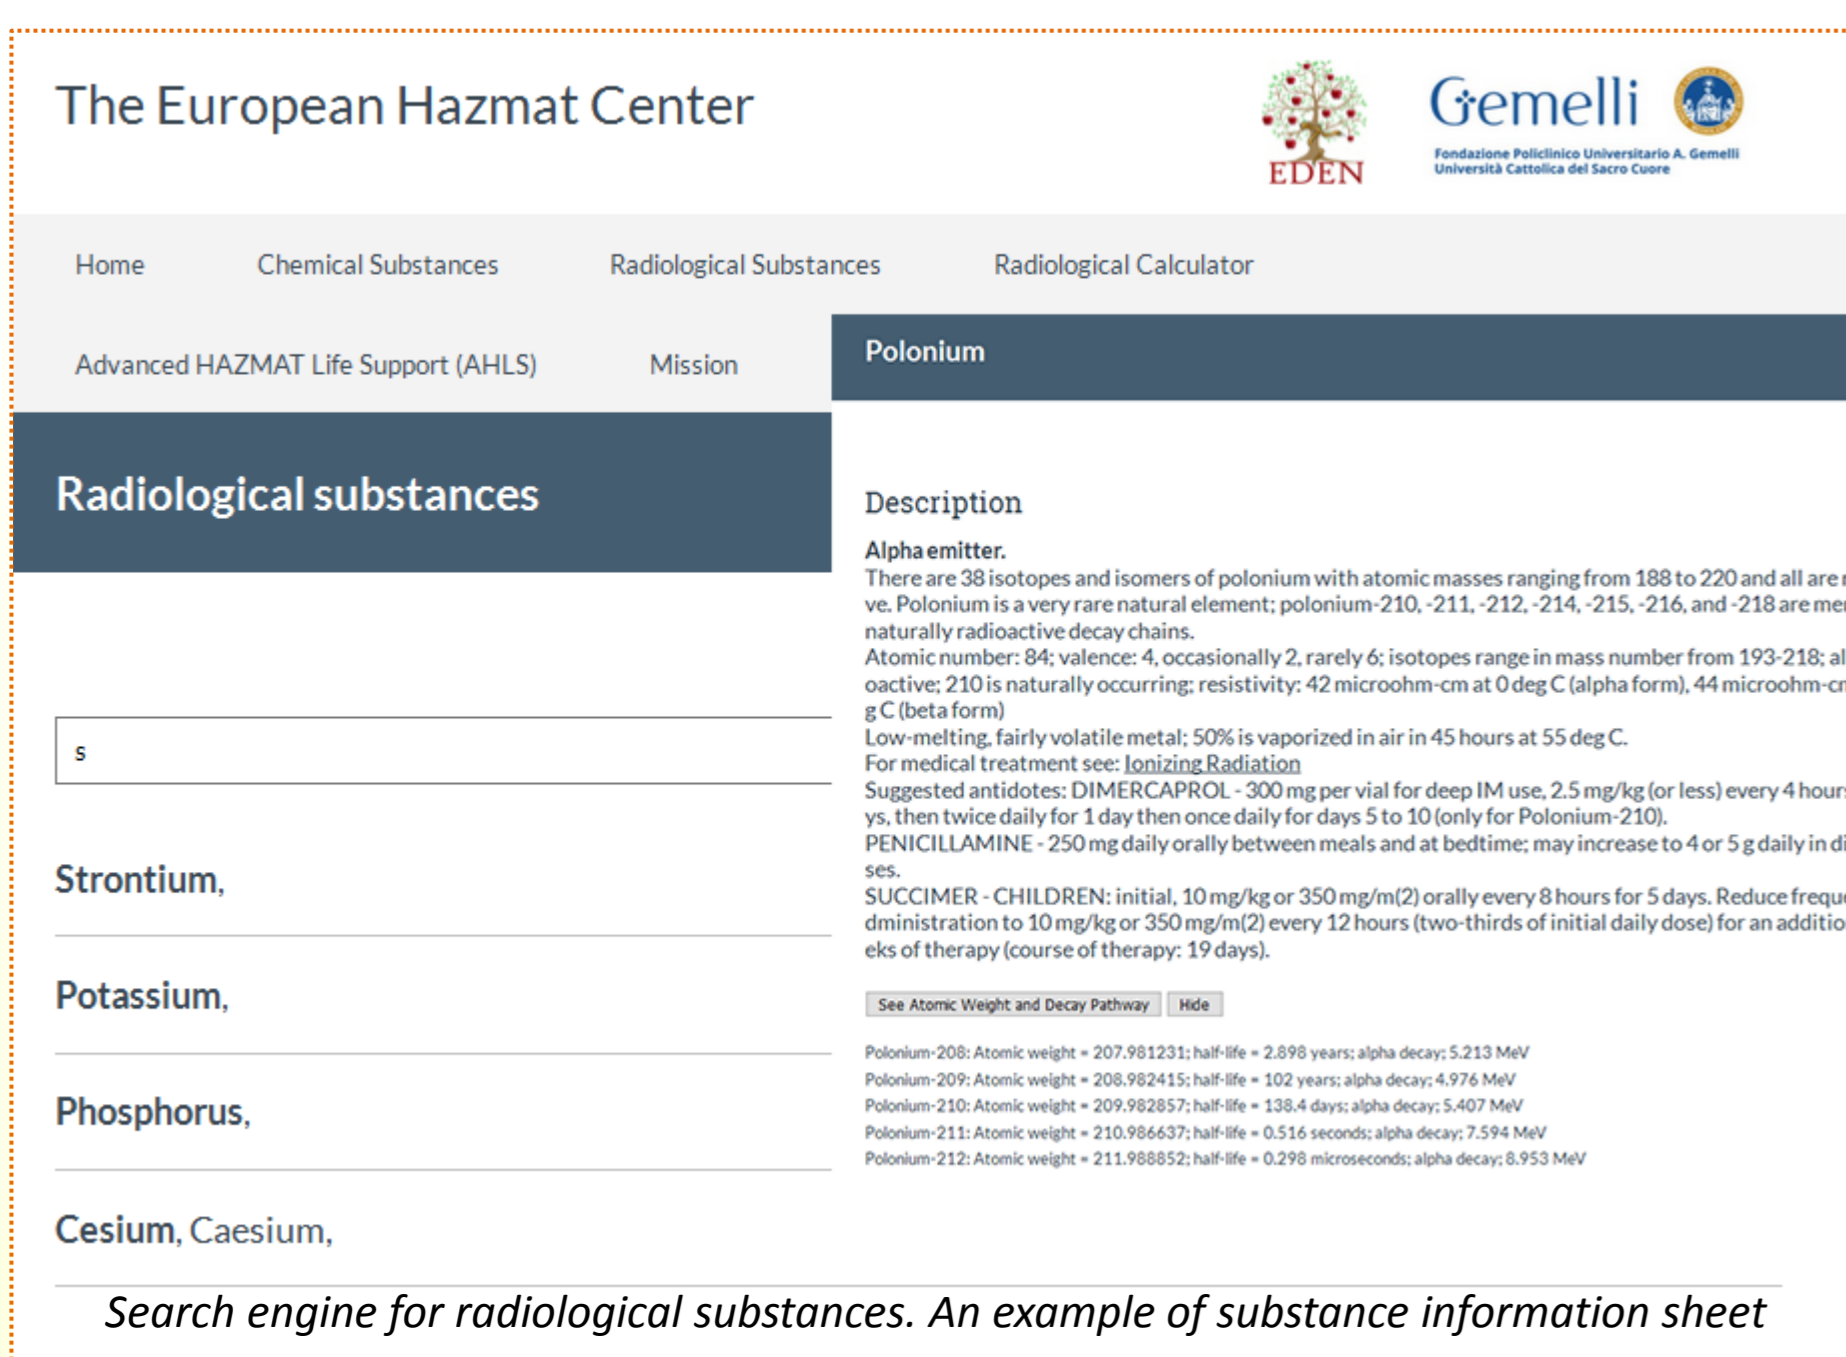 The European Hazmat Center
EDEN
Gemelli
Fondazione Policlinico Universitario A. Gemelli
Università Cattolica del Sacro Cuore
Home Chemical Substances Radiological Substances Radiological Calculator
Advanced HAZMAT Life Support (AHLS) Mission
Radiological substances
s
Strontium,
Potassium,
Phosphorus,
Cesium, Caesium,
Polonium
Description
Alpha emitter.
There are 38 isotopes and isomers of polonium with atomic masses ranging from 188 to 220 and all are
ve. Polonium is a very rare natural element; polonium-210, -211, -212, -214, -215, -216, and -218 are
naturally radioactive decay chains.
Atomic number: 84; valence: 4, occasionally 2, rarely 6; isotopes range in mass number from 193-218;
oactive; 210 is naturally occurring; resistivity: 42 microohm-cm at 0 deg C (alpha form), 44
g C (beta form)
Low-melting, fairly volatile metal; 50% is vaporized in air in 45 hours at 55 deg C.
For medical treatment see: Ionizing Radiation
Suggested antidotes: DIMERCAPROL - 300 mg per vial for deep IM use, 2.5 mg/kg (or less) every 4 hours
ys, then twice daily for 1 day then once daily for days 5 to 10 (only for Polonium-210).
PENICILLAMINE - 250 mg daily orally between meals and at bedtime; may increase to 4 or 5 g daily in
ses.
SUCCIMER - CHILDREN: initial, 10 mg/kg or 350 mg/m(2) orally every 8 hours for 5 days. Reduce
dministration to 10 mg/kg or 350 mg/m(2) every 12 hours (two-thirds of initial daily dose) for an
eks of therapy (course of therapy: 19 days).
See Atomic Weight and Decay Pathway Hide
Polonium-208: Atomic weight = 207.981231; half-life = 2.898 years; alpha decay; 5.213 MeV
Polonium-209: Atomic weight = 208.982415; half-life = 102 years; alpha decay; 4.976 MeV
Polonium-210: Atomic weight = 209.982857; half-life = 138.4 days; alpha decay; 5.407 MeV
Polonium-211: Atomic weight = 210.986637; half-life = 0.516 seconds; alpha decay; 7.594 MeV
Polonium-212: Atomic weight = 211.988852; half-life = 0.298 microseconds; alpha decay; 8.953 MeV
Search engine for radiological substances. An example of substance information sheet